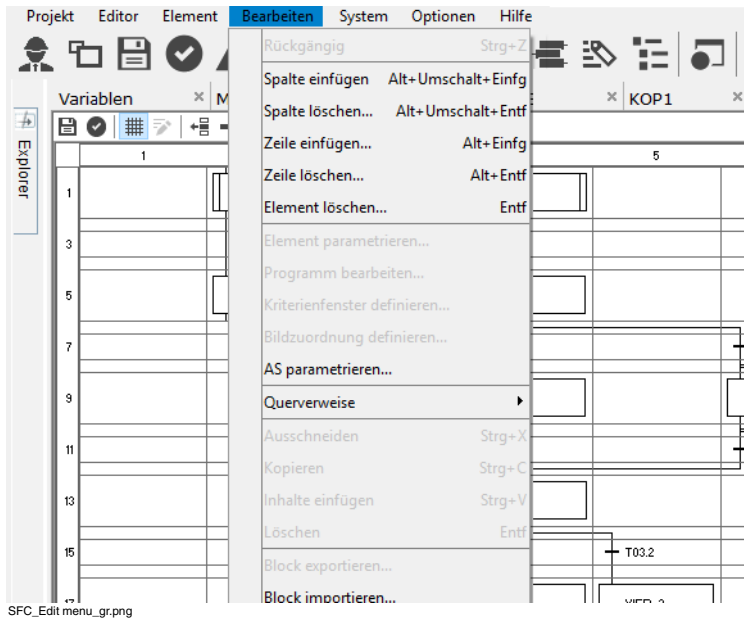 Projekt Editor Element Bearbeiten System Optionen Hilfe
Rückgängig Strg+Z
Spalte einfügen Alt+Umschalt+Einfg
Spalte löschen... Alt+Umschalt+Entf
Zeile einfügen... Alt+Einfg
Zeile löschen... Alt+Entf
Element löschen... Entf
Element parametrieren...
Programm bearbeiten...
Kriterienfenster definieren...
Bildzuordnung definieren...
AS parametrieren...
Querverweise
Ausschneiden Strg+X
Kopieren Strg+C
Inhalte einfügen Strg+V
Löschen Entf
Block exportieren...
Block importieren...
Variablen × M × KOP1 ×
Explorer
1 5
1
3
5
7
9
11
13
15 T03.2
17
SFC_Edit menu_gr.png